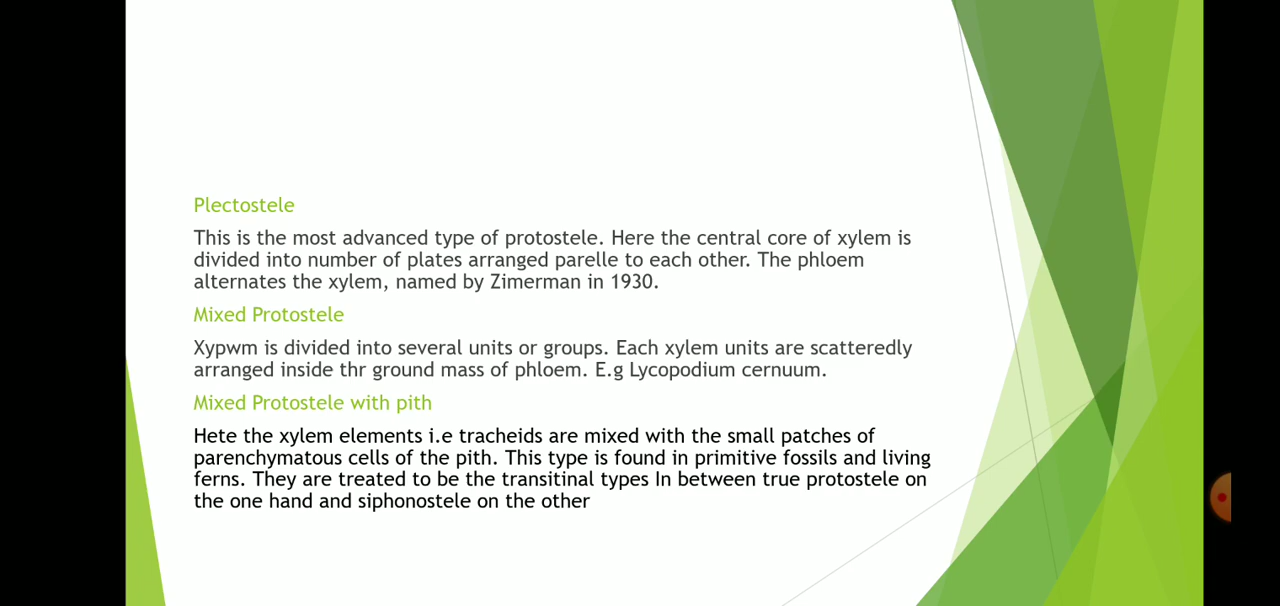 Plectostele
This is the most advanced type of protostele. Here the central core of xylem is
divided into number of plates arranged parelle to each other. The phloem
alternates the xylem, named by Zimerman in 1930.
Mixed Protostele
Xypwm is divided into several units or groups. Each xylem units are scatteredly
arranged inside thr ground mass of phloem. E.g Lycopodium cernuum.
Mixed Protostele with pith
Hete the xylem elements i.e tracheids are mixed with the small patches of
parenchymatous cells of the pith. This type is found in primitive fossils and living
ferns. They are treated to be the transitinal types In between true protostele on
the one hand and siphonostele on the other